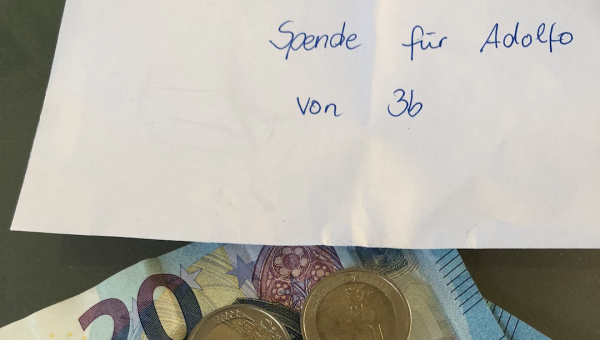 Spende für Adolfo
von 3b
20